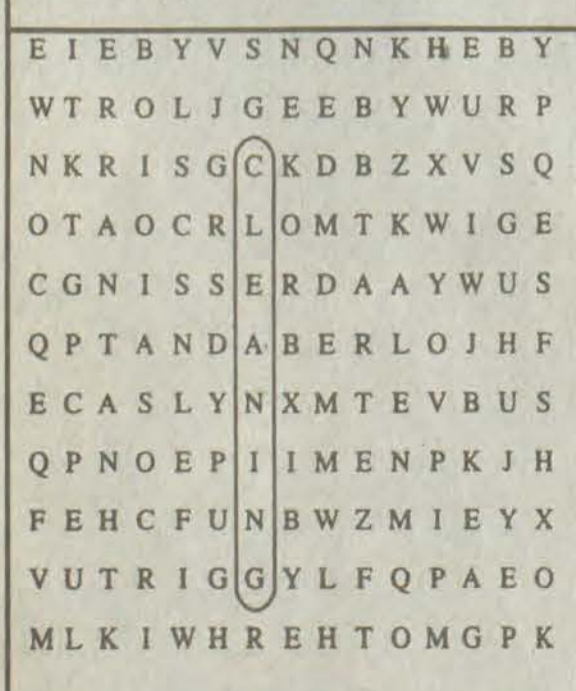 E I E B Y V S N Q N K H E B Y
W T R O L J G E E B Y W U R P
N K R I S G C K D B Z X V S Q
O T A O C R L O M T K W I G E
C G N I S S E R D A A Y W U S
Q P T A N D A B E R L O J H F
E C A S L Y N X M T E V B U S
Q P N O E P I I M E N P K J H
F E H C F U N B W Z M I E Y X
V U T R I G G Y L F Q P A E O
M L K I W H R E H T O M G P K